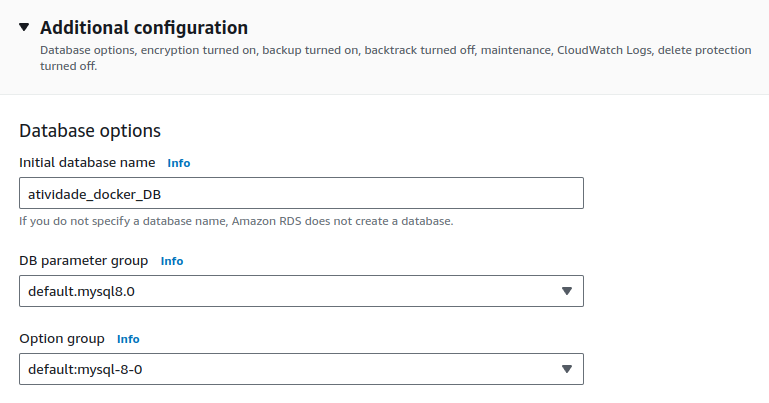 Additional configuration
Database options, encryption turned on, backup turned on, backtrack turned off, maintenance, CloudWatch Logs, delete protection
turned off.
Database options
Initial database name Info
atividade_docker_DB
If you do not specify a database name, Amazon RDS does not create a database.
DB parameter group Info
default.mysql8.0
Option group Info
default:mysql-8-0